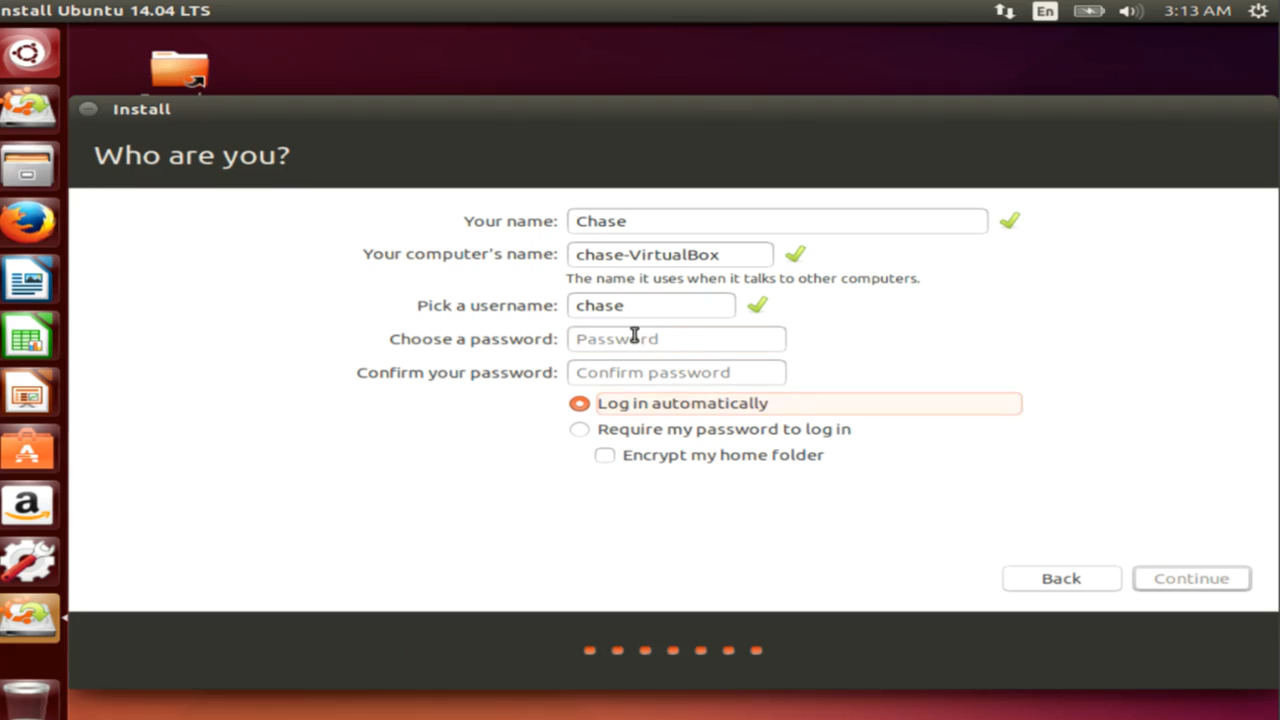 nstall Ubuntu 14.04 LTS En 3:13 AM
Install
Who are you?
Your name: Chase
Your computer's name: chase-VirtualBox
The name it uses when it talks to other computers.
Pick a username: chase
Choose a password: Password
Confirm your password: Confirm password
Log in automatically
Require my password to log in
Encrypt my home folder
a
Back Continue